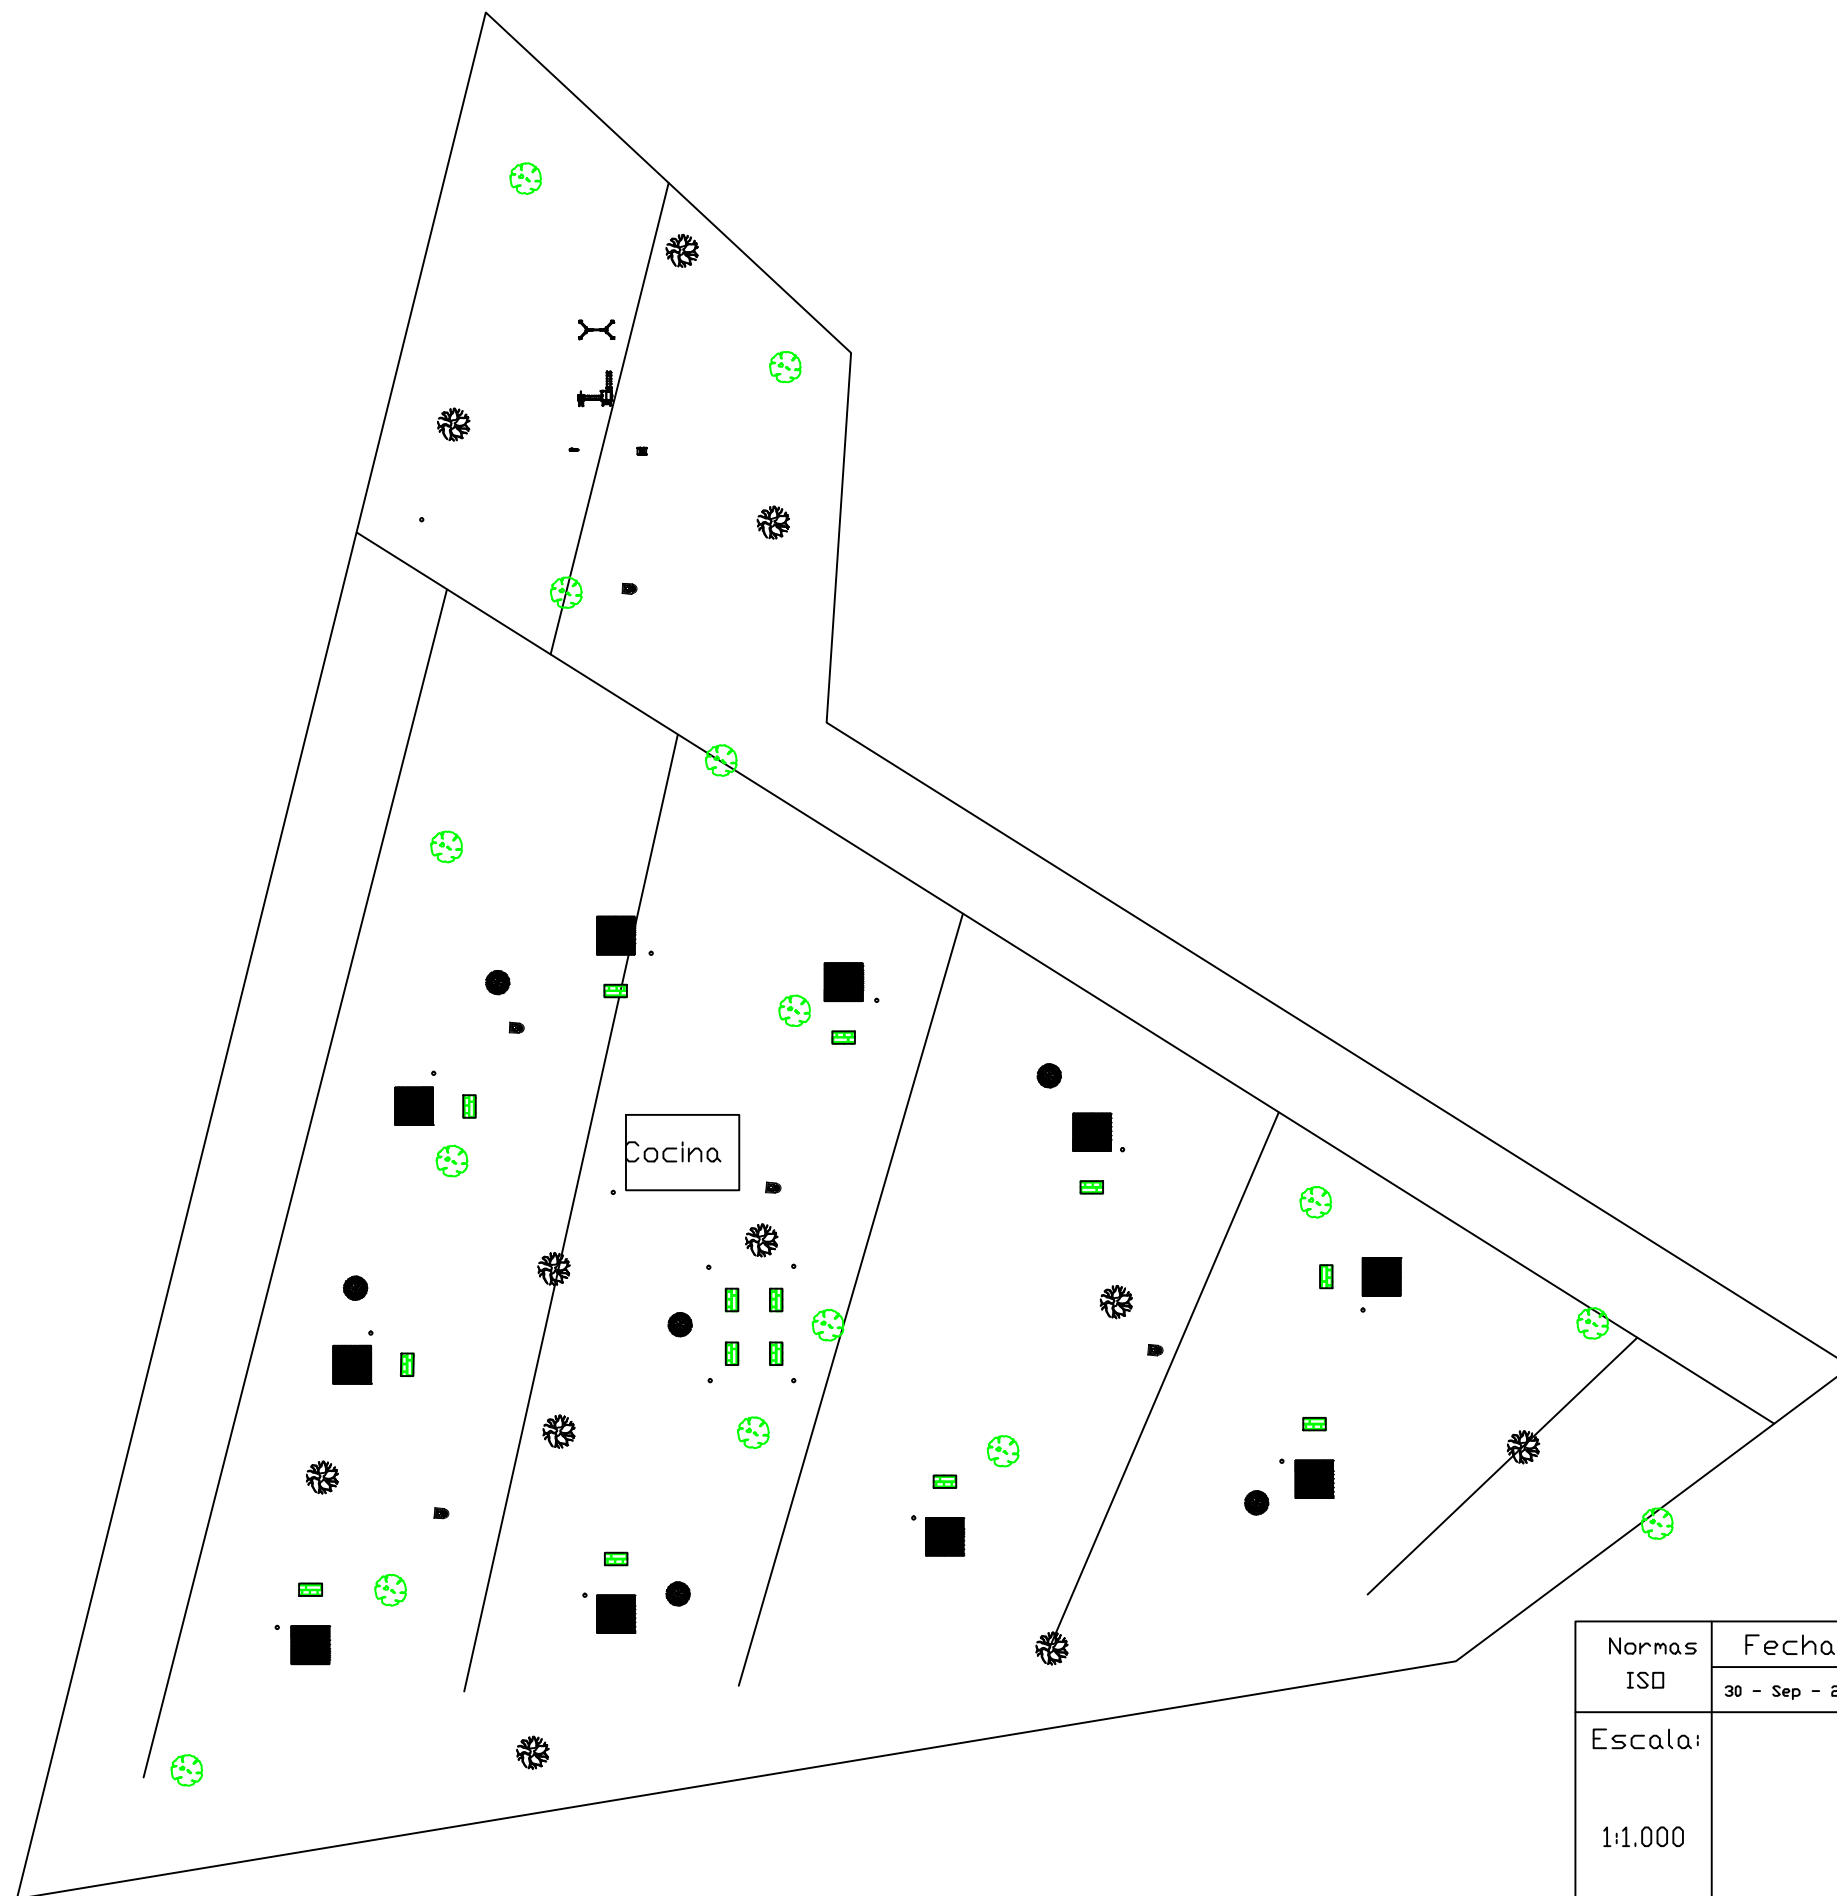 Cocina
Normas
ISO
Fecha
30 - Sep -
Escala:
1:1.000